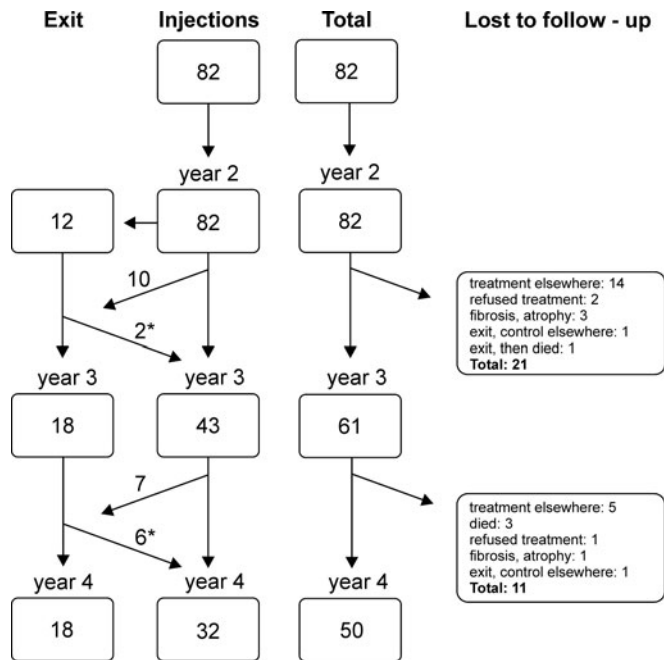 Exit Injections Total Lost to follow - up
82 82
year 2 year 2
12 82 82
10
2*
treatment elsewhere: 14
refused treatment: 2
fibrosis, atrophy: 3
exit, control elsewhere: 1
exit, then died: 1
Total: 21
year 3 year 3 year 3
18 43 61
7
6*
treatment elsewhere: 5
died: 3
refused treatment: 1
fibrosis, atrophy: 1
exit, control elsewhere: 1
Total: 11
year 4 year 4 year 4
18 32 50